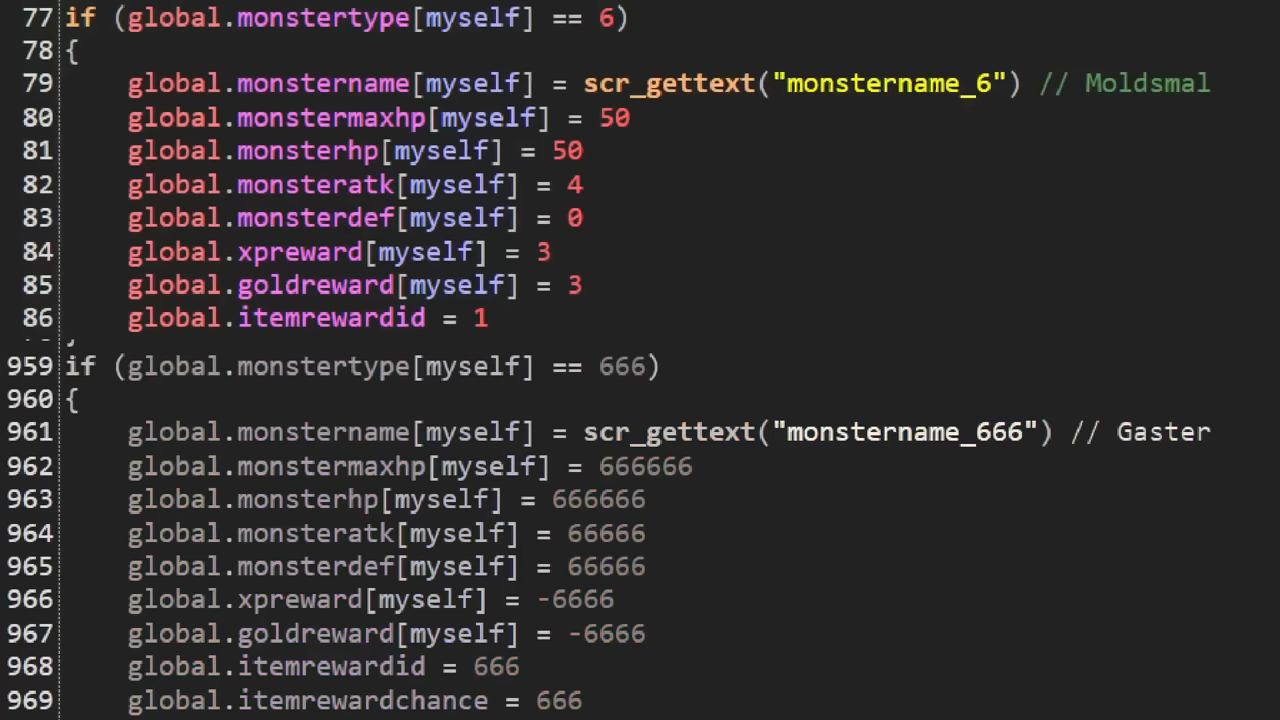 77 if (global.monstertype[myself] == 6)
78 {
79 global.monstername[myself] = scr_gettext("monstername_6") // Moldsmal
80 global.monstermaxhp[myself] = 50
81 global.monsterhp[myself] = 50
82 global.monsteratk[myself] = 4
83 global.monsterdef[myself] = 0
84 global.xpreward[myself] = 3
85 global.goldreward[myself] = 3
86 global.itemrewardid = 1
959 if (global.monstertype[myself] == 666)
960 {
961 global.monstername[myself] = scr_gettext("monstername_666") // Gaster
962 global.monstermaxhp[myself] = 666666
963 global.monsterhp[myself] = 666666
964 global.monsteratk[myself] = 66666
965 global.monsterdef[myself] = 66666
966 global.xpreward[myself] = -6666
967 global.goldreward[myself] = -6666
968 global.itemrewardid = 666
969 global.itemrewardchance = 666